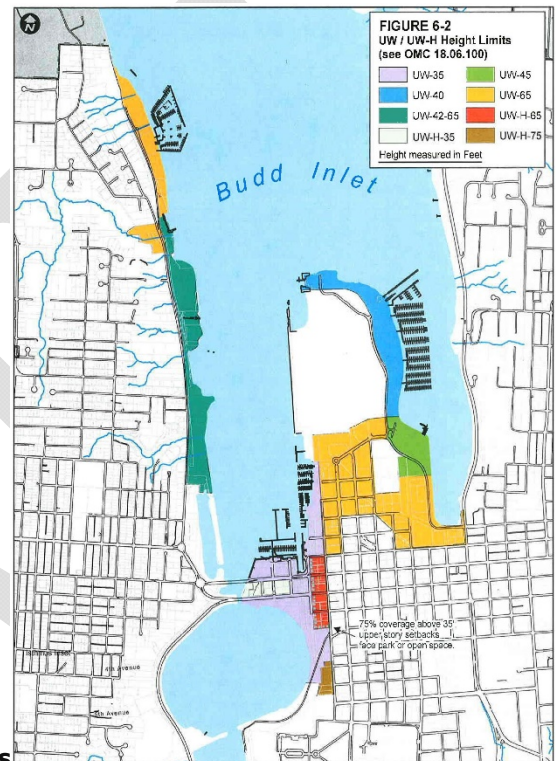 N
FIGURE 6-2
UW / UW-H Height Limits
(see OMC 18.06.100)
UW-35
UW-45
UW-40
UW-65
UW-42-65
UW-H-65
UW-H-35
UW-H-75
Height measured in Feet
Budd Inlet
75% coverage above 35'
upper story setbacks
face park or open space.
4th Avenue
5th Avenue
s